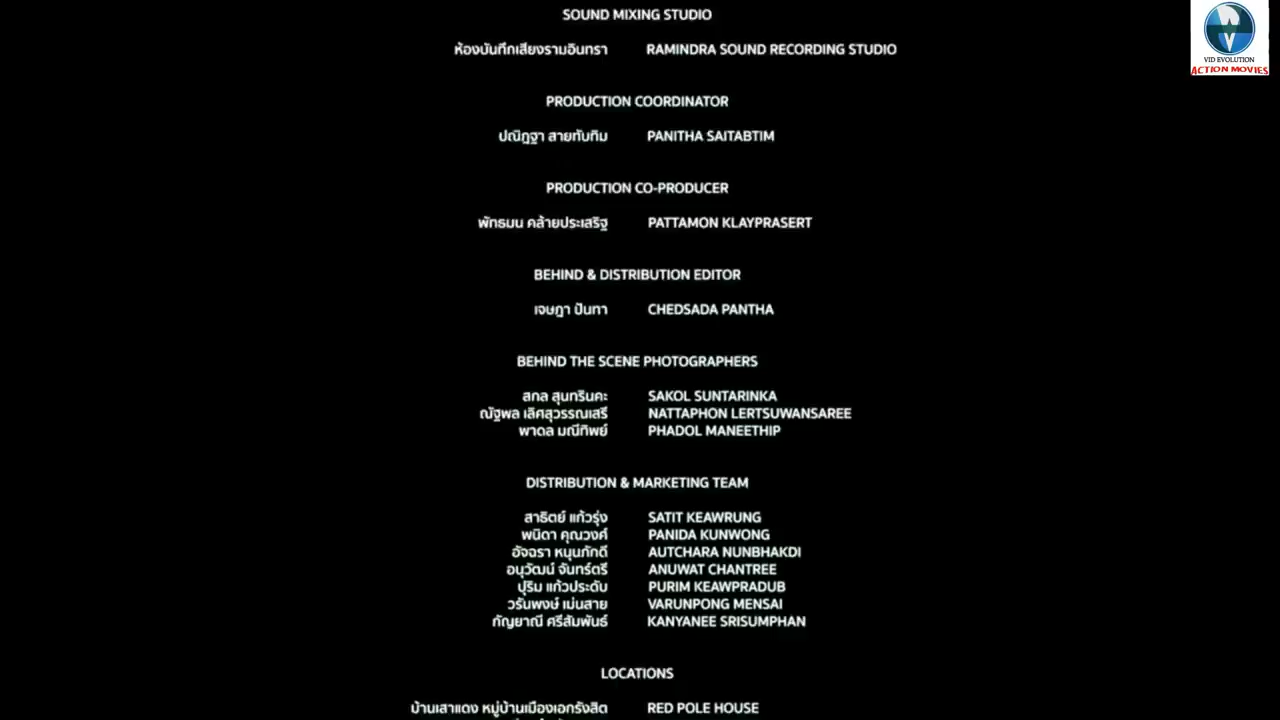 SOUND MIXING STUDIO
ห้องบันทึกเสียงรามอินทรา RAMINDRA SOUND RECORDING STUDIO
PRODUCTION COORDINATOR
ปณิฏฐา สายทับทิม PANITHA SAITABTIM
PRODUCTION CO-PRODUCER
พัทธมน คล้ายประเสริฐ PATTAMON KLAYPRASERT
BEHIND & DISTRIBUTION EDITOR
เจษฎา ปันทา CHEDSADA PANTHA
BEHIND THE SCENE PHOTOGRAPHERS
สกล สุนทรินคะ SAKOL SUNTARINKA
ณัฐพล เลิศสุวรรณเสรี NATTAPHON LERTSUWANSAREE
พาดล มณีทิพย์ PHADOL MANEETHIP
DISTRIBUTION & MARKETING TEAM
สาธิตย์ แก้วรุ่ง SATIT KEAWRUNG
พนิดา คุณวงค์ PANIDA KUNWONG
อัจฉรา หนุนภักดี AUTCHARA NUNBHAKDI
อนุวัฒน์ จันทร์ตรี ANUWAT CHANTREE
ปุริม แก้วประดับ PURIM KEAWPRADUB
วรันพงษ์ เม่นสาย VARUNPONG MENSAI
กัญยาณี ศรีสัมพันธ์ KANYANEE SRISUMPHAN
LOCATIONS
บ้านเสาแดง หมู่บ้านเมืองเอกรังสิต RED POLE HOUSE
VID EVOLUTION
ACTION MOVIES